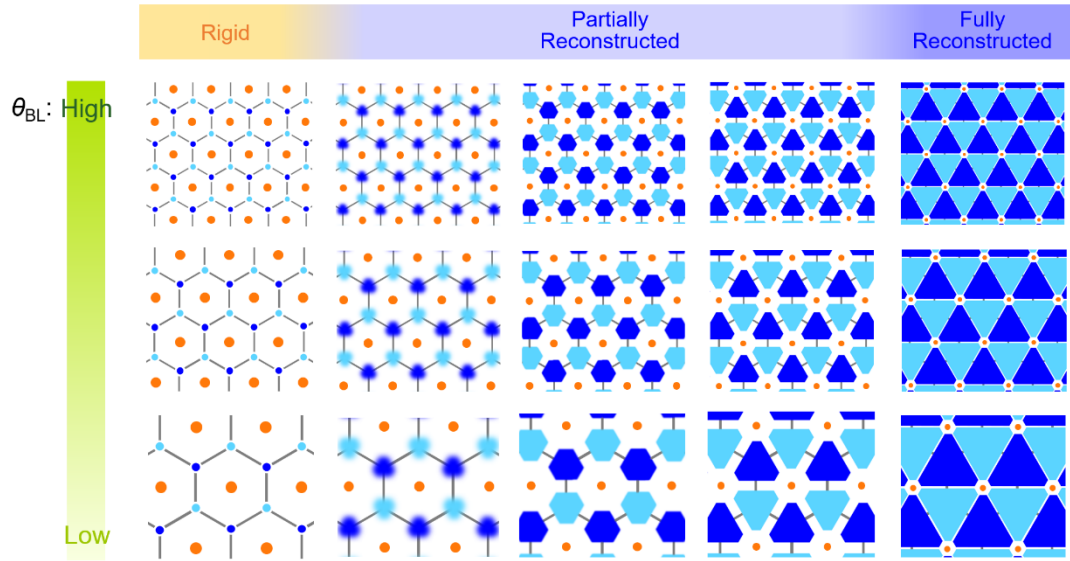 Rigid
Partially
Reconstructed
Fully
Reconstructed
θBL: High
Low